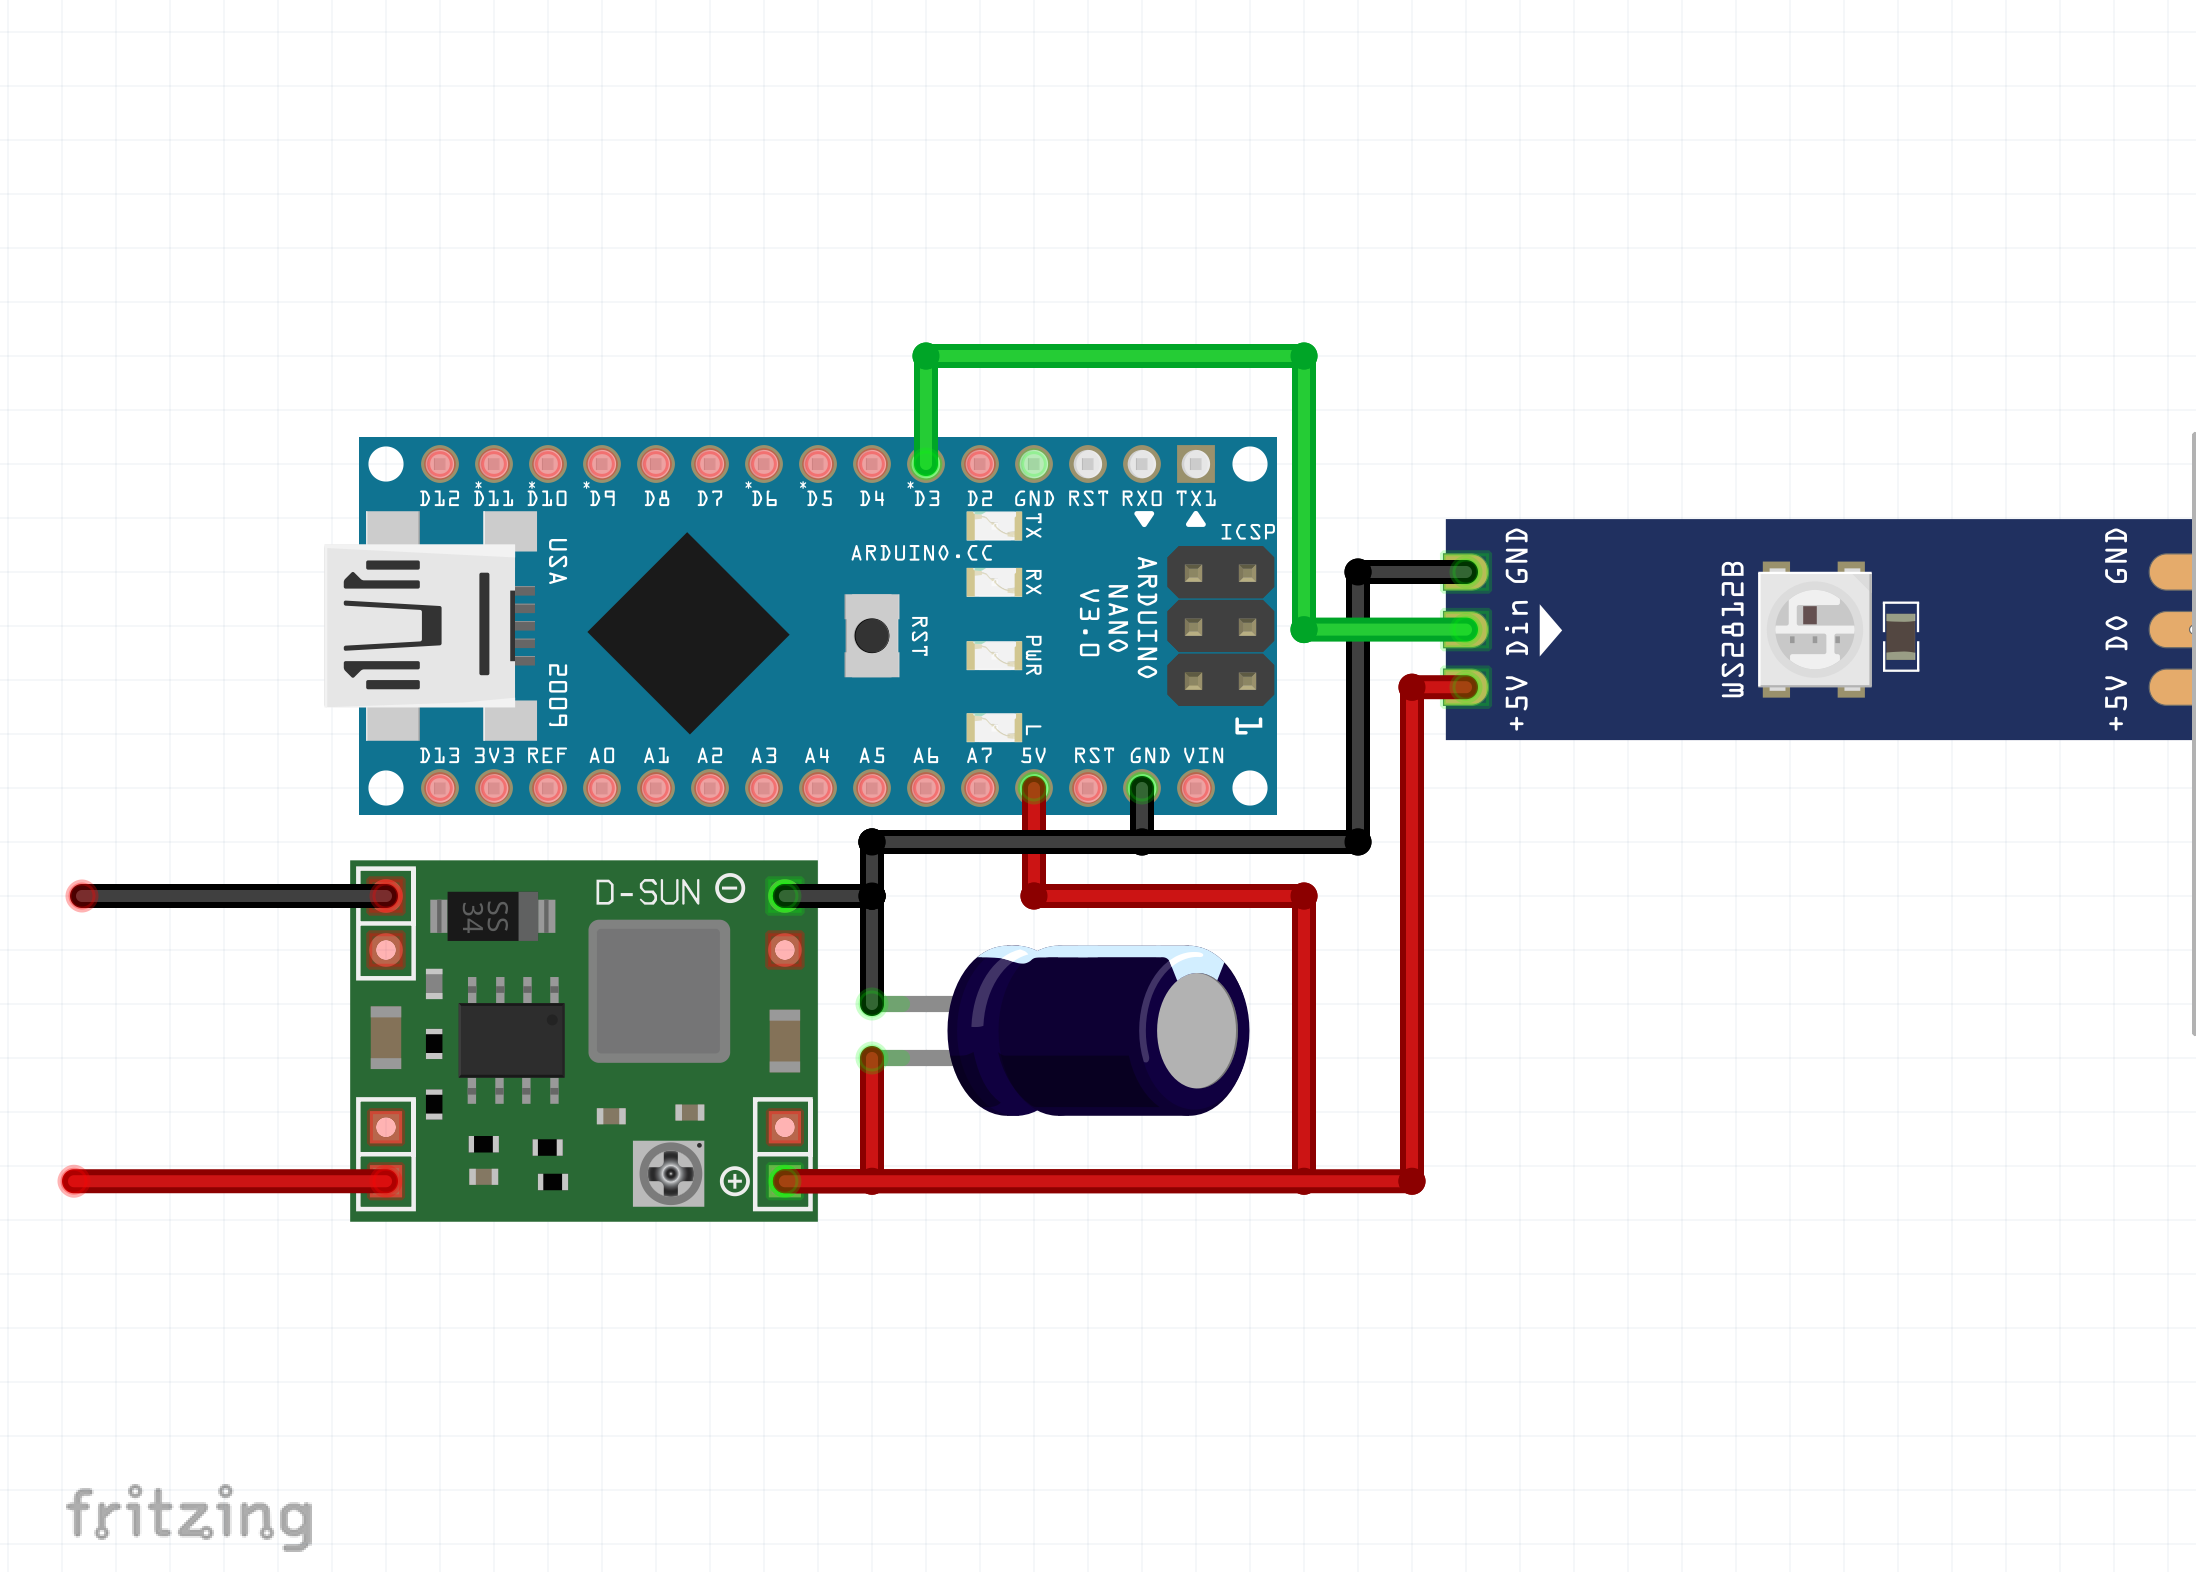 D12 *D11 *D10 *D9 D8 D7 *D6 *D5 D4 *D3 D2 GND RST RX0 TX1
TX
ICSP
USA
ARDUINO.CC
RX
ARDUINO
NANO
V3.0
RST
PWR
2009
L
1
D13 3V3 REF A0 A1 A2 A3 A4 A5 A6 A7 5V RST GND VIN
GND
Din
+5V
WS2812B
GND
DO
+5V
D-SUN
SS
34
fritzing